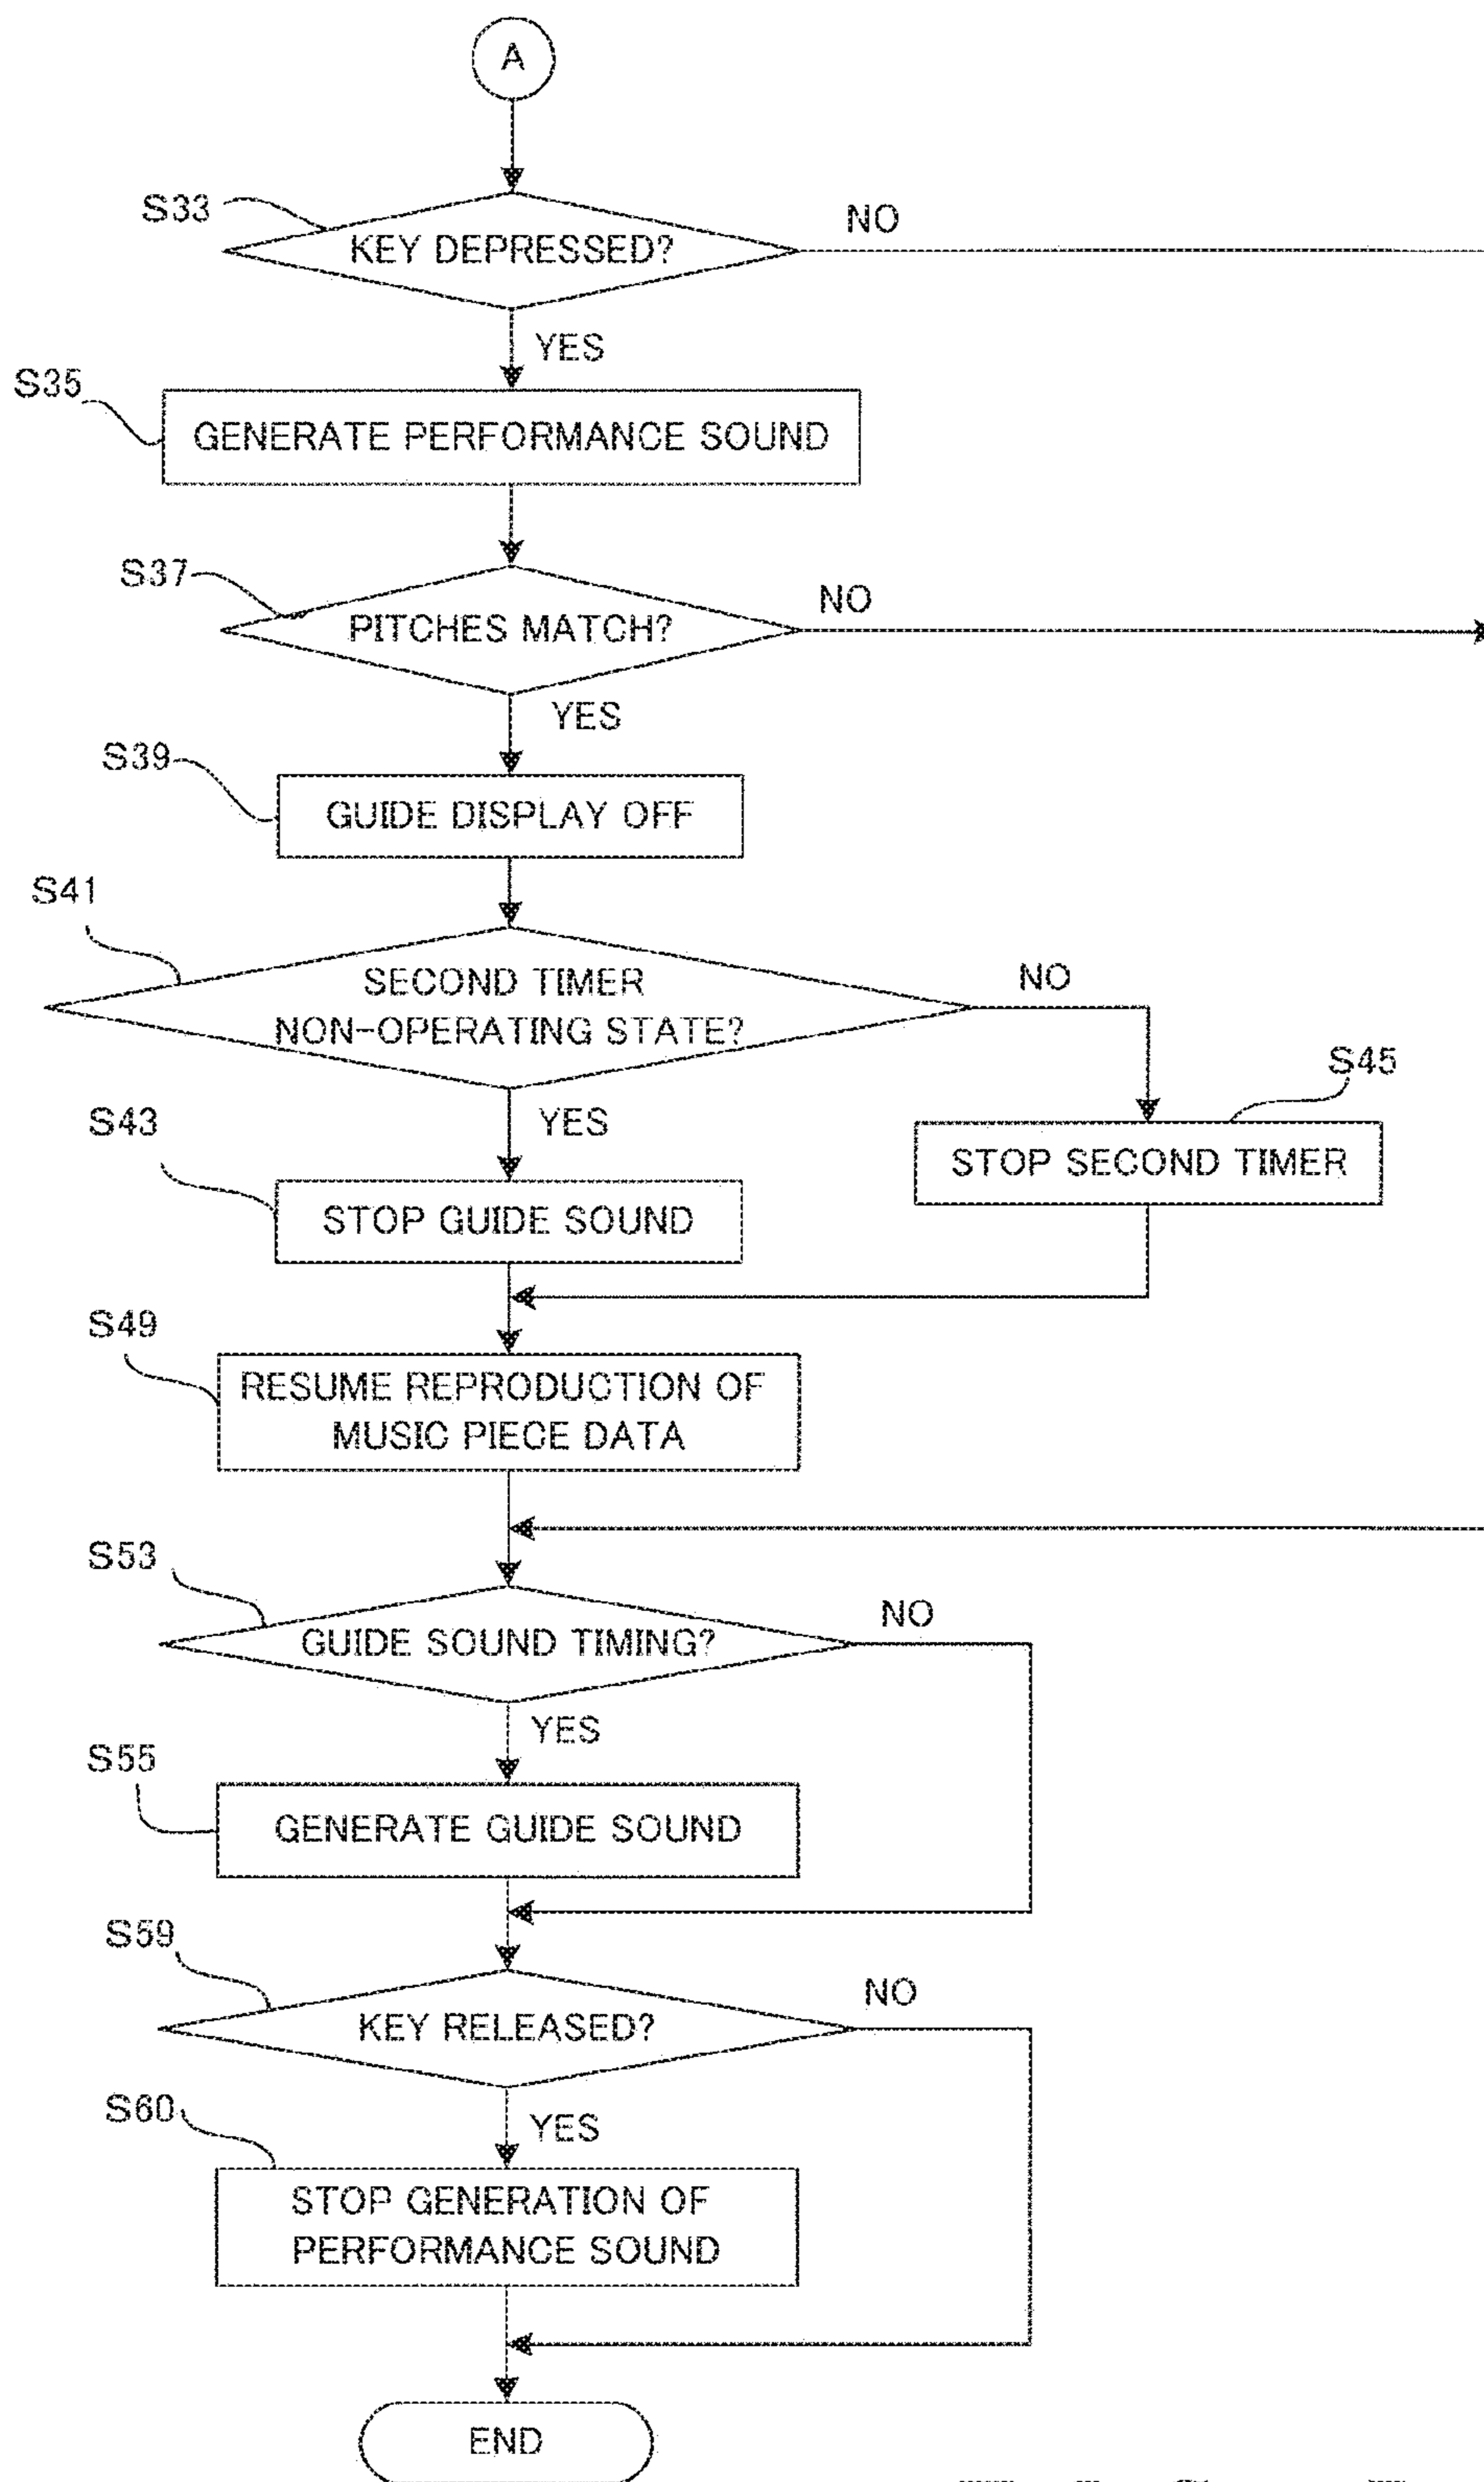 A
S33
KEY DEPRESSED?
NO
YES
S35
GENERATE PERFORMANCE SOUND
S37
PITCHES MATCH?
NO
YES
S39
GUIDE DISPLAY OFF
S41
SECOND TIMER
NON-OPERATING STATE?
NO
YES
S45
STOP SECOND TIMER
S43
STOP GUIDE SOUND
S49
RESUME REPRODUCTION OF
MUSIC PIECE DATA
S53
GUIDE SOUND TIMING?
NO
YES
S55
GENERATE GUIDE SOUND
S59
KEY RELEASED?
NO
YES
S60
STOP GENERATION OF
PERFORMANCE SOUND
END